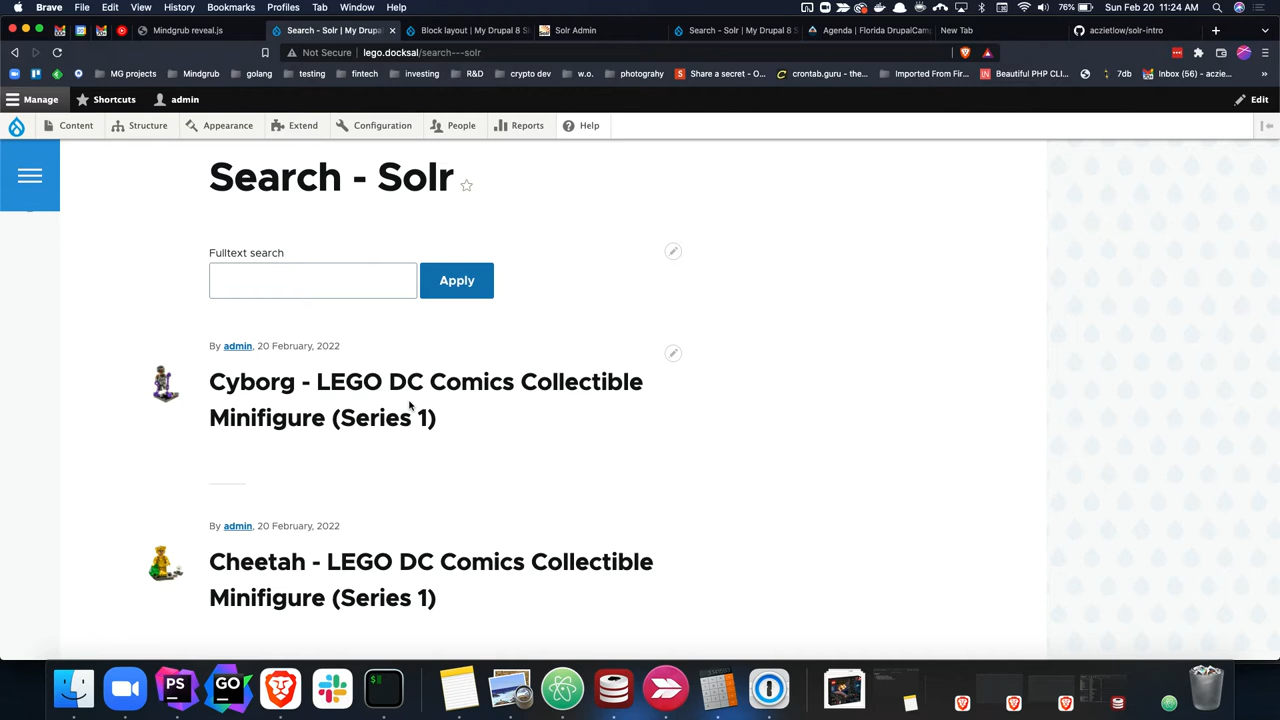 Brave File Edit View History Bookmarks Profiles Tab Window Help
76% Sun Feb 20 11:24 AM
Mindgrub reveal.js
Search - Solr | My Drupal
Block layout | My Drupal 8 S
Solr Admin
Search - Solr | My Drupal 8 S
Agenda | Florida DrupalCam
New Tab
aczietlow/solr-intro
Not Secure lego.docksal/search---solr
MG projects Mindgrub golang testing fintech investing R&D crypto dev w.o. photograhy Share a secret - O... crontab.guru - the... Imported From Fir... Beautiful PHP CLI... 7db Inbox (56) - aczie...
Manage Shortcuts admin Edit
Content Structure Appearance Extend Configuration People Reports Help
Search - Solr
Fulltext search
Apply
By admin, 20 February, 2022
Cyborg - LEGO DC Comics Collectible
Minifigure (Series 1)
By admin, 20 February, 2022
Cheetah - LEGO DC Comics Collectible
Minifigure (Series 1)
PS GO